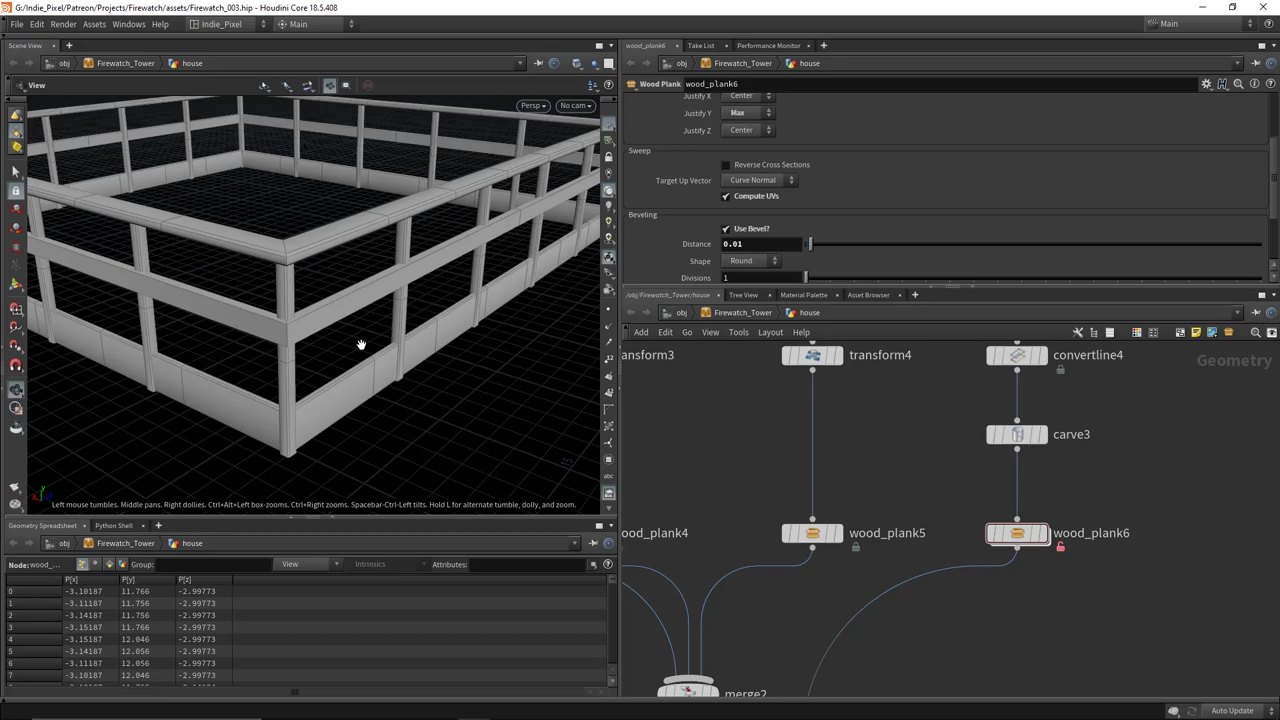 G:/Indie_Pixel/Patreon/Projects/Firewatch/assets/Firewatch_003.hip - Houdini Core 18.5.408
File Edit Render Assets Windows Help Indie_Pixel Main Main
Scene View
obj Firewatch_Tower house
View
Persp No cam
Left mouse tumbles. Middle pans. Right dollies. Ctrl+Alt+Left box-zooms. Ctrl+Right zooms. Spacebar-Ctrl-Left tilts. Hold L for alternate tumble, dolly, and zoom.
Geometry Spreadsheet Python Shell
obj Firewatch_Tower house
Node: wood_... Group: View Intrinsics Attributes:
P[x] P[y] P[z]
0 -3.10187 11.766 -2.99773
1 -3.11187 11.756 -2.99773
2 -3.14187 11.756 -2.99773
3 -3.15187 11.766 -2.99773
4 -3.15187 12.046 -2.99773
5 -3.14187 12.056 -2.99773
6 -3.11187 12.056 -2.99773
7 -3.10187 12.046 -2.99773
wood_plank6 Take List Performance Monitor
obj Firewatch_Tower house
Wood Plank wood_plank6
Justify X Center
Justify Y Max
Justify Z Center
Sweep
Reverse Cross Sections
Target Up Vector Curve Normal
Compute UVs
Beveling
Use Bevel?
Distance 0.01
Shape Round
Divisions 1
/obj/Firewatch_Tower/house Tree View Material Palette Asset Browser
obj Firewatch_Tower house
Add Edit Go View Tools Layout Help
Geometry
ansform3 transform4 convertline4
carve3
ood_plank4 wood_plank5 wood_plank6
merge2
Auto Update